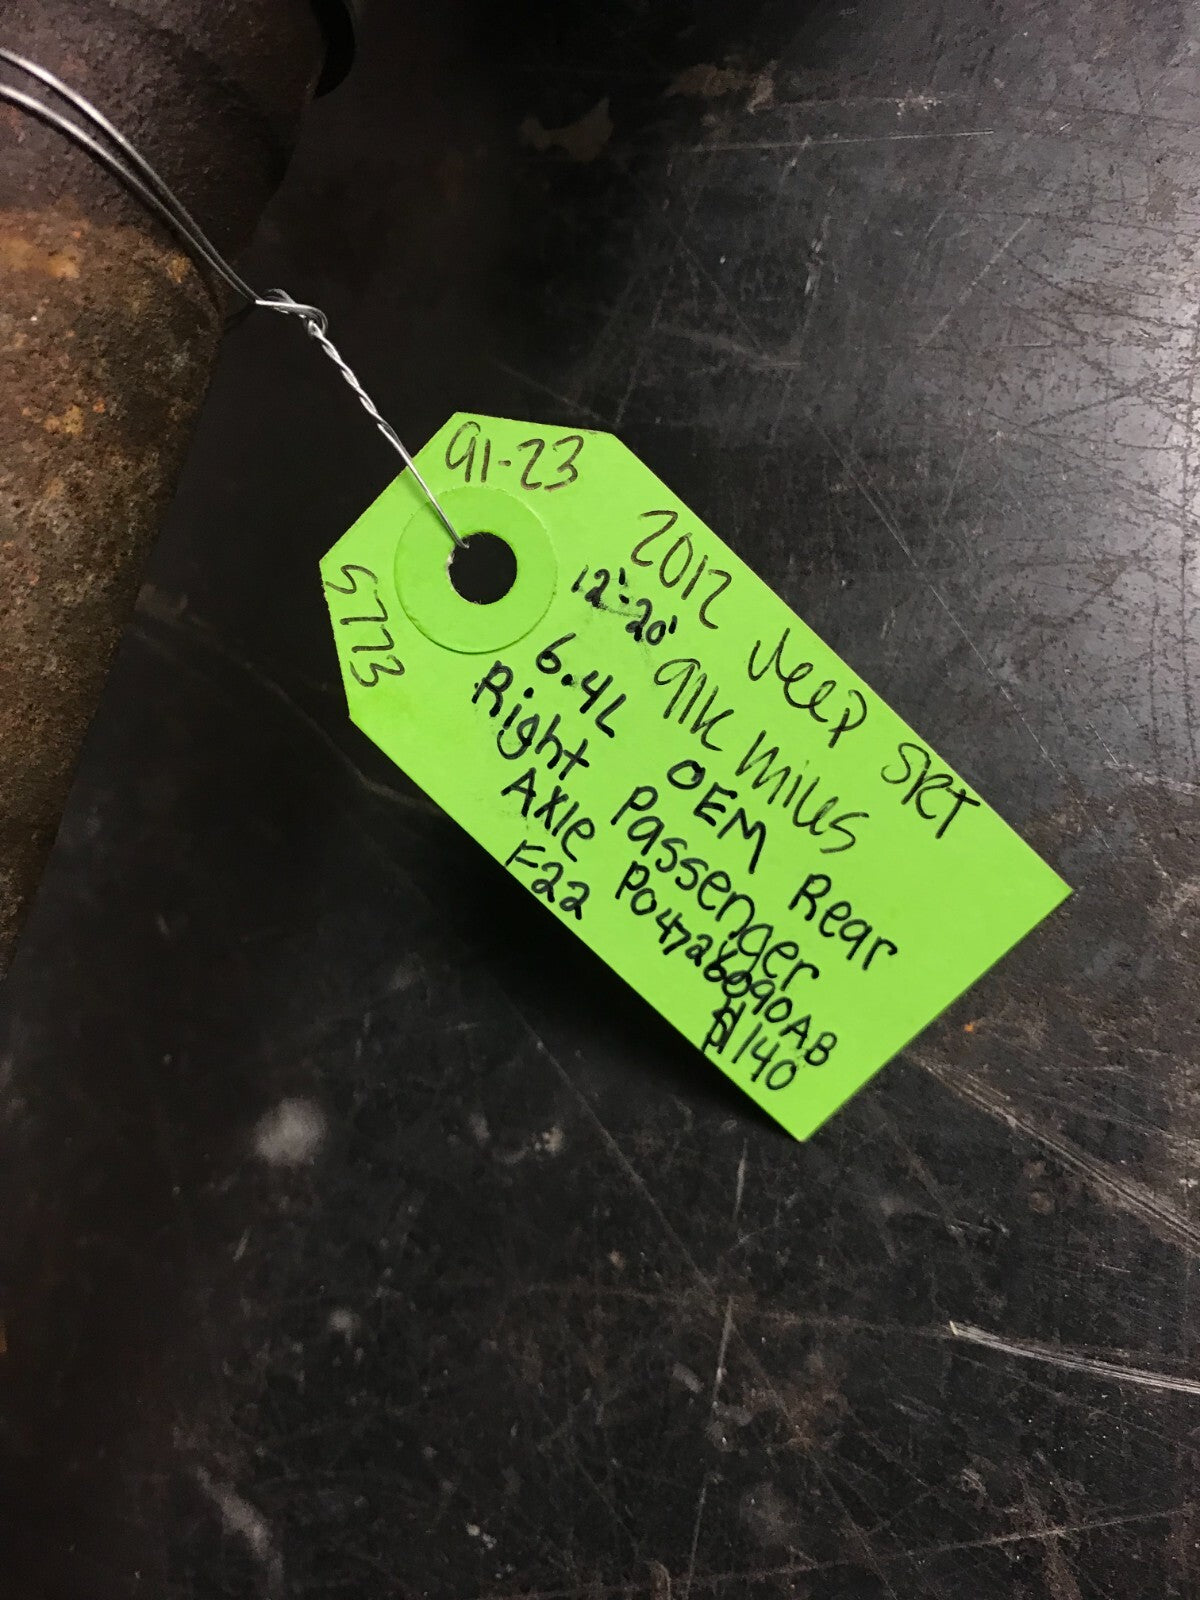 91-23
5773
2012 Jeep SRT
12'-20' 91K miles
6.4L OEM Rear
Right Passenger
Axle P04726090AB
F22 $140